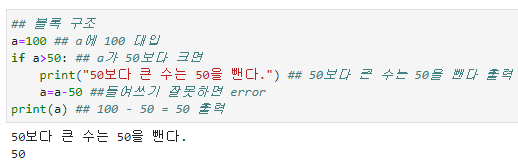 ## 블록 구조
a=100 ## a에 100 대입
if a>50: ## a가 50보다 크면
    print("50보다 큰 수는 50을 뺀다.") ## 50보다 큰 수는 50을 뺀다 출력
    a=a-50 ##들여쓰기 잘못하면 error
print(a) ## 100 - 50 = 50 출력
50보다 큰 수는 50을 뺀다.
50